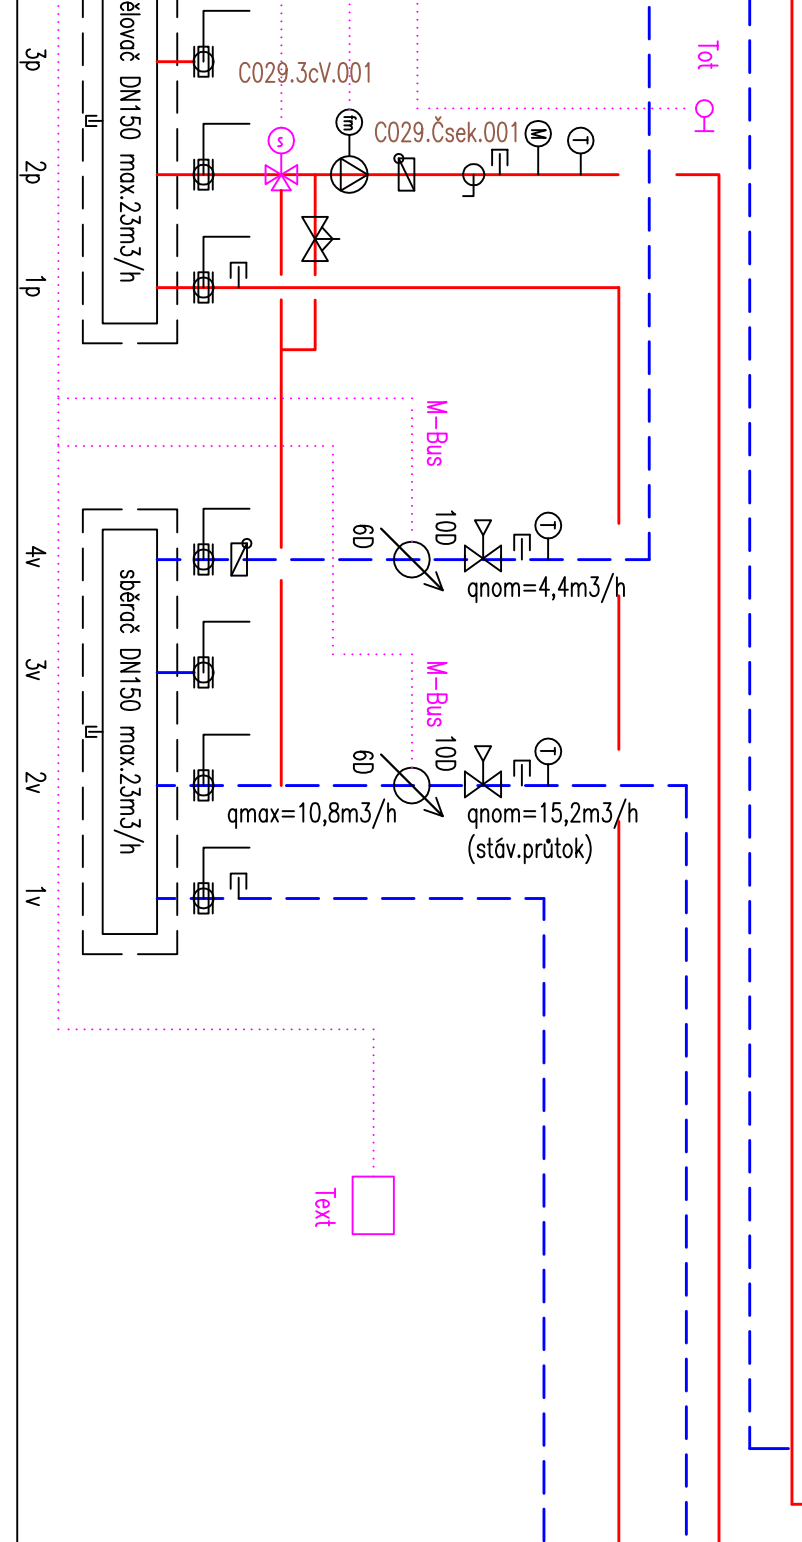 3p
2p
1p
ělovač DN150 max.23m3/h
C029.3cV.001
C029.Čsek.001
Tot
S
fm
M
T
M-Bus
4v
3v
2v
1v
sběrač DN150 max.23m3/h
6D
10D
T
qnom=4,4m3/h
M-Bus
6D
10D
T
qmax=10,8m3/h
qnom=15,2m3/h
(stáv.průtok)
Text